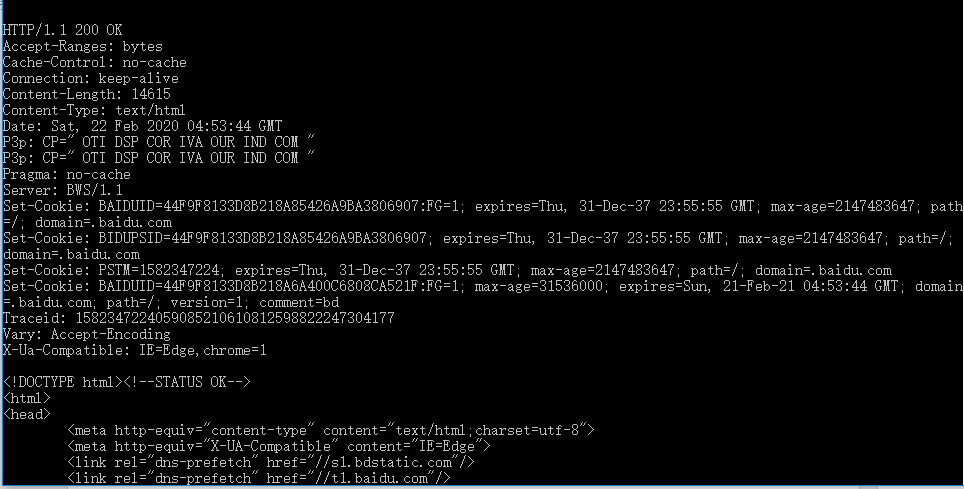 HTTP/1.1 200 OK
Accept-Ranges: bytes
Cache-Control: no-cache
Connection: keep-alive
Content-Length: 14615
Content-Type: text/html
Date: Sat, 22 Feb 2020 04:53:44 GMT
P3p: CP=" OTI DSP COR IVA OUR IND COM "
P3p: CP=" OTI DSP COR IVA OUR IND COM "
Pragma: no-cache
Server: BWS/1.1
Set-Cookie: BAIDUID=44F9F8133D8B218A85426A9BA3806907:FG=1; expires=Thu, 31-Dec-37 23:55:55 GMT; max-age=2147483647; path
=/; domain=.baidu.com
Set-Cookie: BIDUPSID=44F9F8133D8B218A85426A9BA3806907; expires=Thu, 31-Dec-37 23:55:55 GMT; max-age=2147483647; path=/;
domain=.baidu.com
Set-Cookie: PSTM=1582347224; expires=Thu, 31-Dec-37 23:55:55 GMT; max-age=2147483647; path=/; domain=.baidu.com
Set-Cookie: BAIDUID=44F9F8133D8B218A6A400C6808CA521F:FG=1; max-age=31536000; expires=Sun, 21-Feb-21 04:53:44 GMT; domain
=.baidu.com; path=/; version=1; comment=bd
Traceid: 1582347224059085210610812598822247304177
Vary: Accept-Encoding
X-Ua-Compatible: IE=Edge,chrome=1
<!DOCTYPE html><!--STATUS OK-->
<html>
<head>
<meta http-equiv="content-type" content="text/html;charset=utf-8">
<meta http-equiv="X-UA-Compatible" content="IE=Edge">
<link rel="dns-prefetch" href="//s1.bdstatic.com"/>
<link rel="dns-prefetch" href="//t1.baidu.com"/>